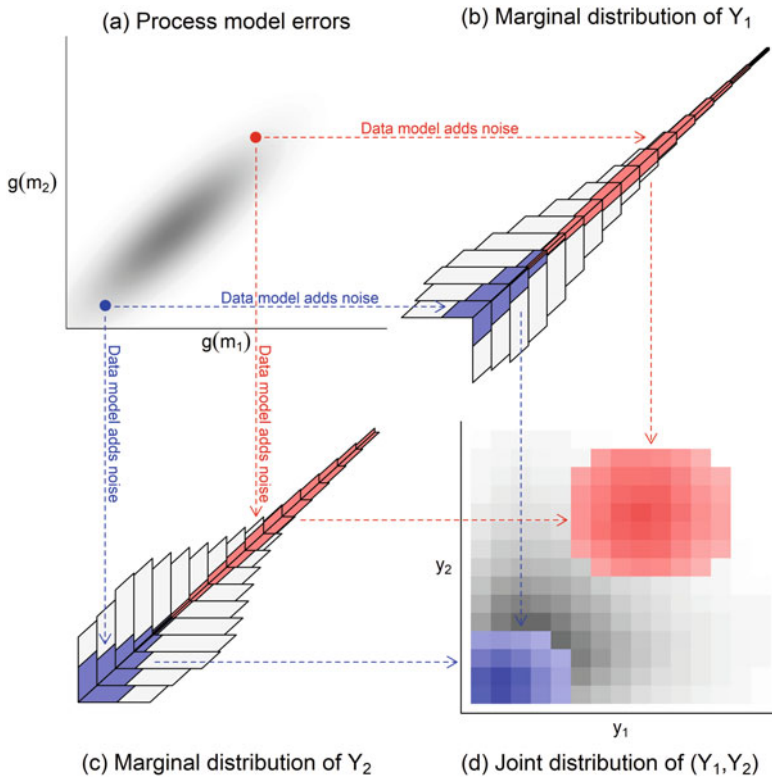 (a) Process model errors
(b) Marginal distribution of Y1
g(m2)
Data model adds noise
Data model adds noise
g(m1)
Data model adds noise
Data model adds noise
y2
y1
(c) Marginal distribution of Y2
(d) Joint distribution of (Y1,Y2)